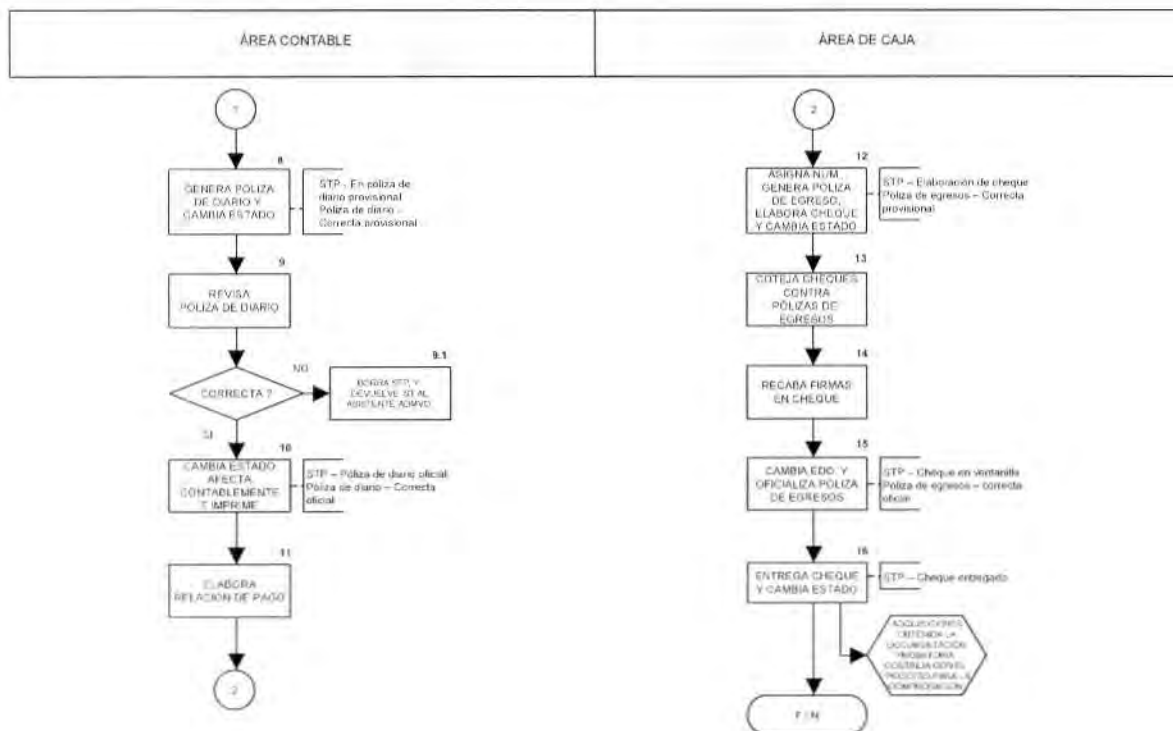 ÁREA CONTABLE
1
8
GENERA POLIZA
DE DIARIO Y
CAMBIA ESTADO
STP - En póliza de
diario provisional
Poliza de diario –
Correcta provisional
9
REVISA
POLIZA DE DIARIO
CORRECTA ?
NO
9.1
BORRA STP, Y
DEVUELVE ST AL
ASISTENTE ADMVO
SI
10
CAMBIA ESTADO
AFECTA
CONTABLEMENTE
E IMPRIME
STP – Póliza de diario oficial
Póliza de diario – Correcta
oficial
11
ELABORA
RELACION DE PAGO
2
ÁREA DE CAJA
2
12
ASIGNA NUM
GENERA POLIZA
DE EGRESO,
ELABORA CHEQUE
Y CAMBIA ESTADO
STP – Elaboración de cheque
Poliza de egresos – Correcta
provisional
13
COTEJA CHEQUES
CONTRA
PÓLIZAS DE
EGRESOS
14
RECABA FIRMAS
EN CHEQUE
15
CAMBIA EDO. Y
OFICIALIZA POLIZA
DE EGRESOS
STP – Cheque en ventanilla
Poliza de egresos – correcta
oficial
16
ENTREGA CHEQUE
Y CAMBIA ESTADO
STP – Cheque entregado
LA
DOCUMENTACIÓN
F I N